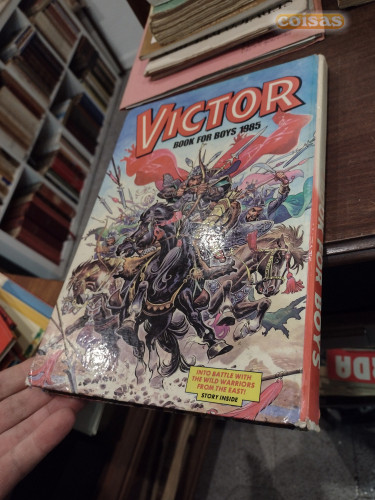 coisas
VICTOR
BOOK FOR BOYS 1985
INTO BATTLE WITH
THE WILD WARRIORS
FROM THE EAST!
STORY INSIDE
FOR BOYS
RDA